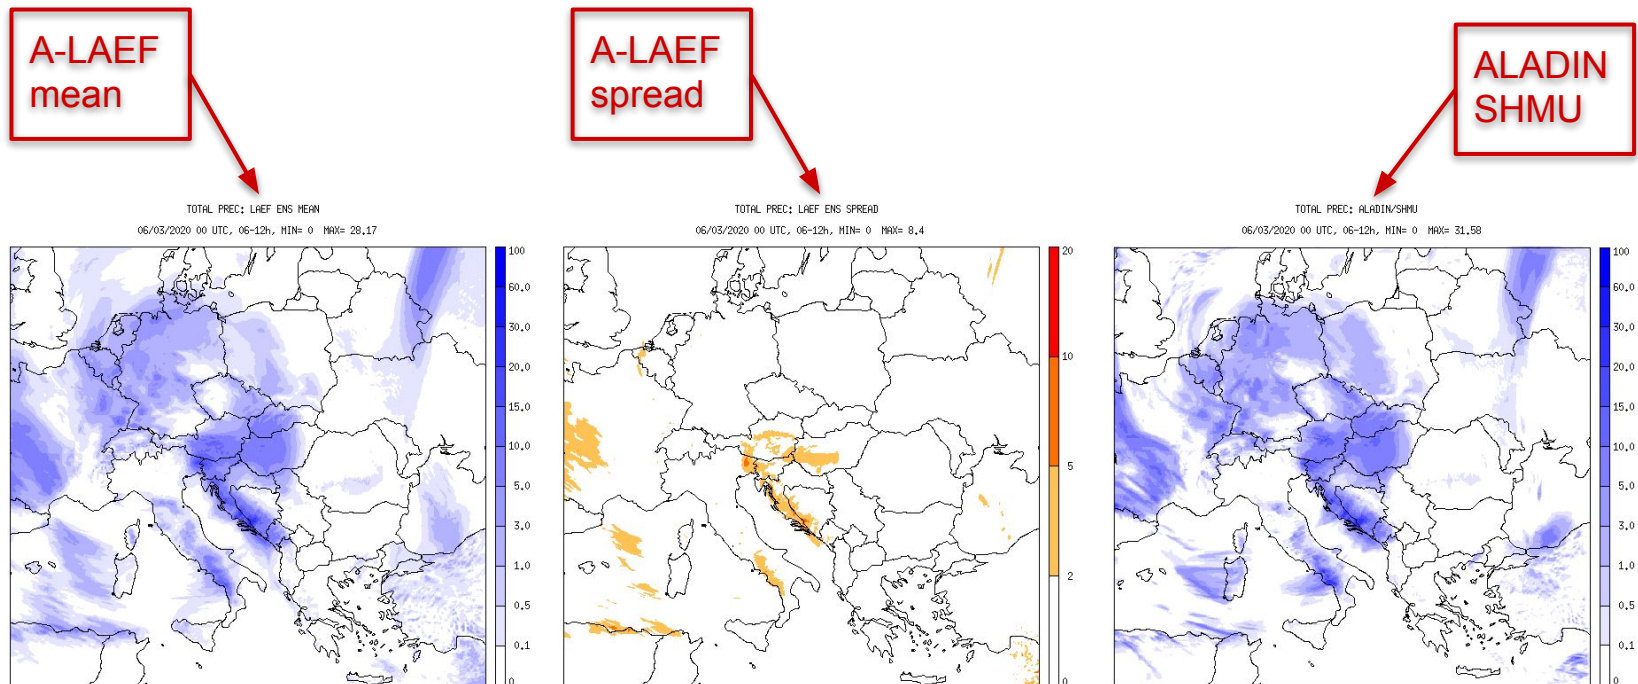 A-LAEF
mean
A-LAEF
spread
ALADIN
SHMU
TOTAL PREC: LAEF ENS MEAN
06/03/2020 00 UTC, 06-12h, MIN= 0 MAX= 28.17
100
60.0
30.0
20.0
15.0
10.0
5.0
3.0
1.0
0.5
0.1
0
TOTAL PREC: LAEF ENS SPREAD
06/03/2020 00 UTC, 06-12h, MIN= 0 MAX= 8.4
20
10
5
2
0
TOTAL PREC: ALADIN/SHMU
06/03/2020 00 UTC, 06-12h, MIN= 0 MAX= 31.58
100
60.0
30.0
20.0
15.0
10.0
5.0
3.0
1.0
0.5
0.1
0